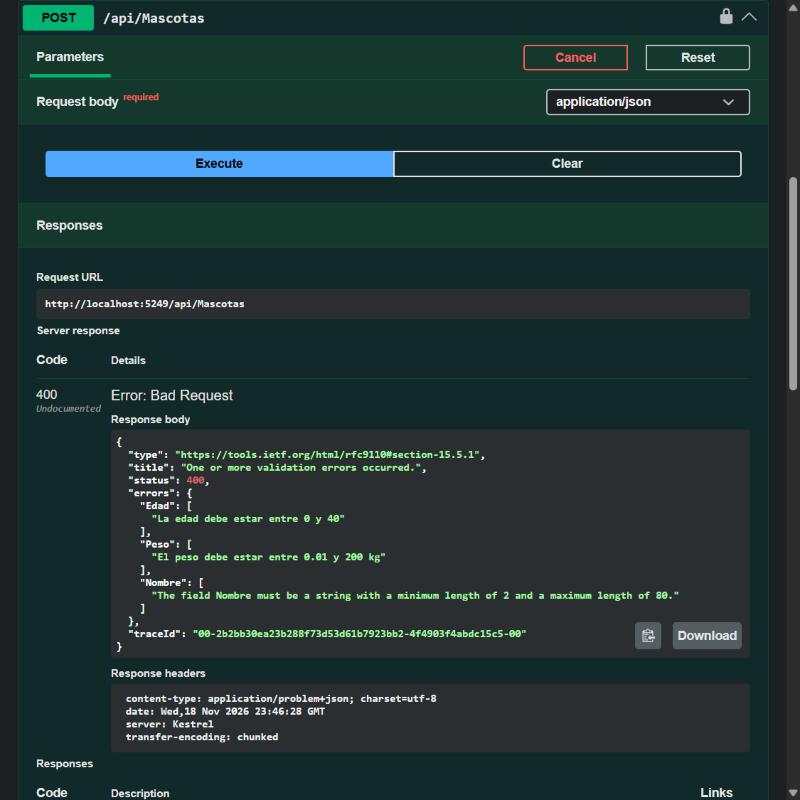 POST /api/Mascotas
Parameters
Cancel
Reset
Request body required
application/json
Execute
Clear
Responses
Request URL
http://localhost:5249/api/Mascotas
Server response
Code Details
400 Error: Bad Request
Undocumented
Response body
{
  "type": "https://tools.ietf.org/html/rfc9110#section-15.5.1",
  "title": "One or more validation errors occurred.",
  "status": 400,
  "errors": {
    "Edad": [
      "La edad debe estar entre 0 y 40"
    ],
    "Peso": [
      "El peso debe estar entre 0.01 y 200 kg"
    ],
    "Nombre": [
      "The field Nombre must be a string with a minimum length of 2 and a maximum length of 80."
    ]
  },
  "traceId": "00-2b2bb30ea23b288f73d53d61b7923bb2-4f4903f4abdc15c5-00"
}
Download
Response headers
content-type: application/problem+json; charset=utf-8
date: Wed,18 Nov 2026 23:46:28 GMT
server: Kestrel
transfer-encoding: chunked
Responses
Code Description Links